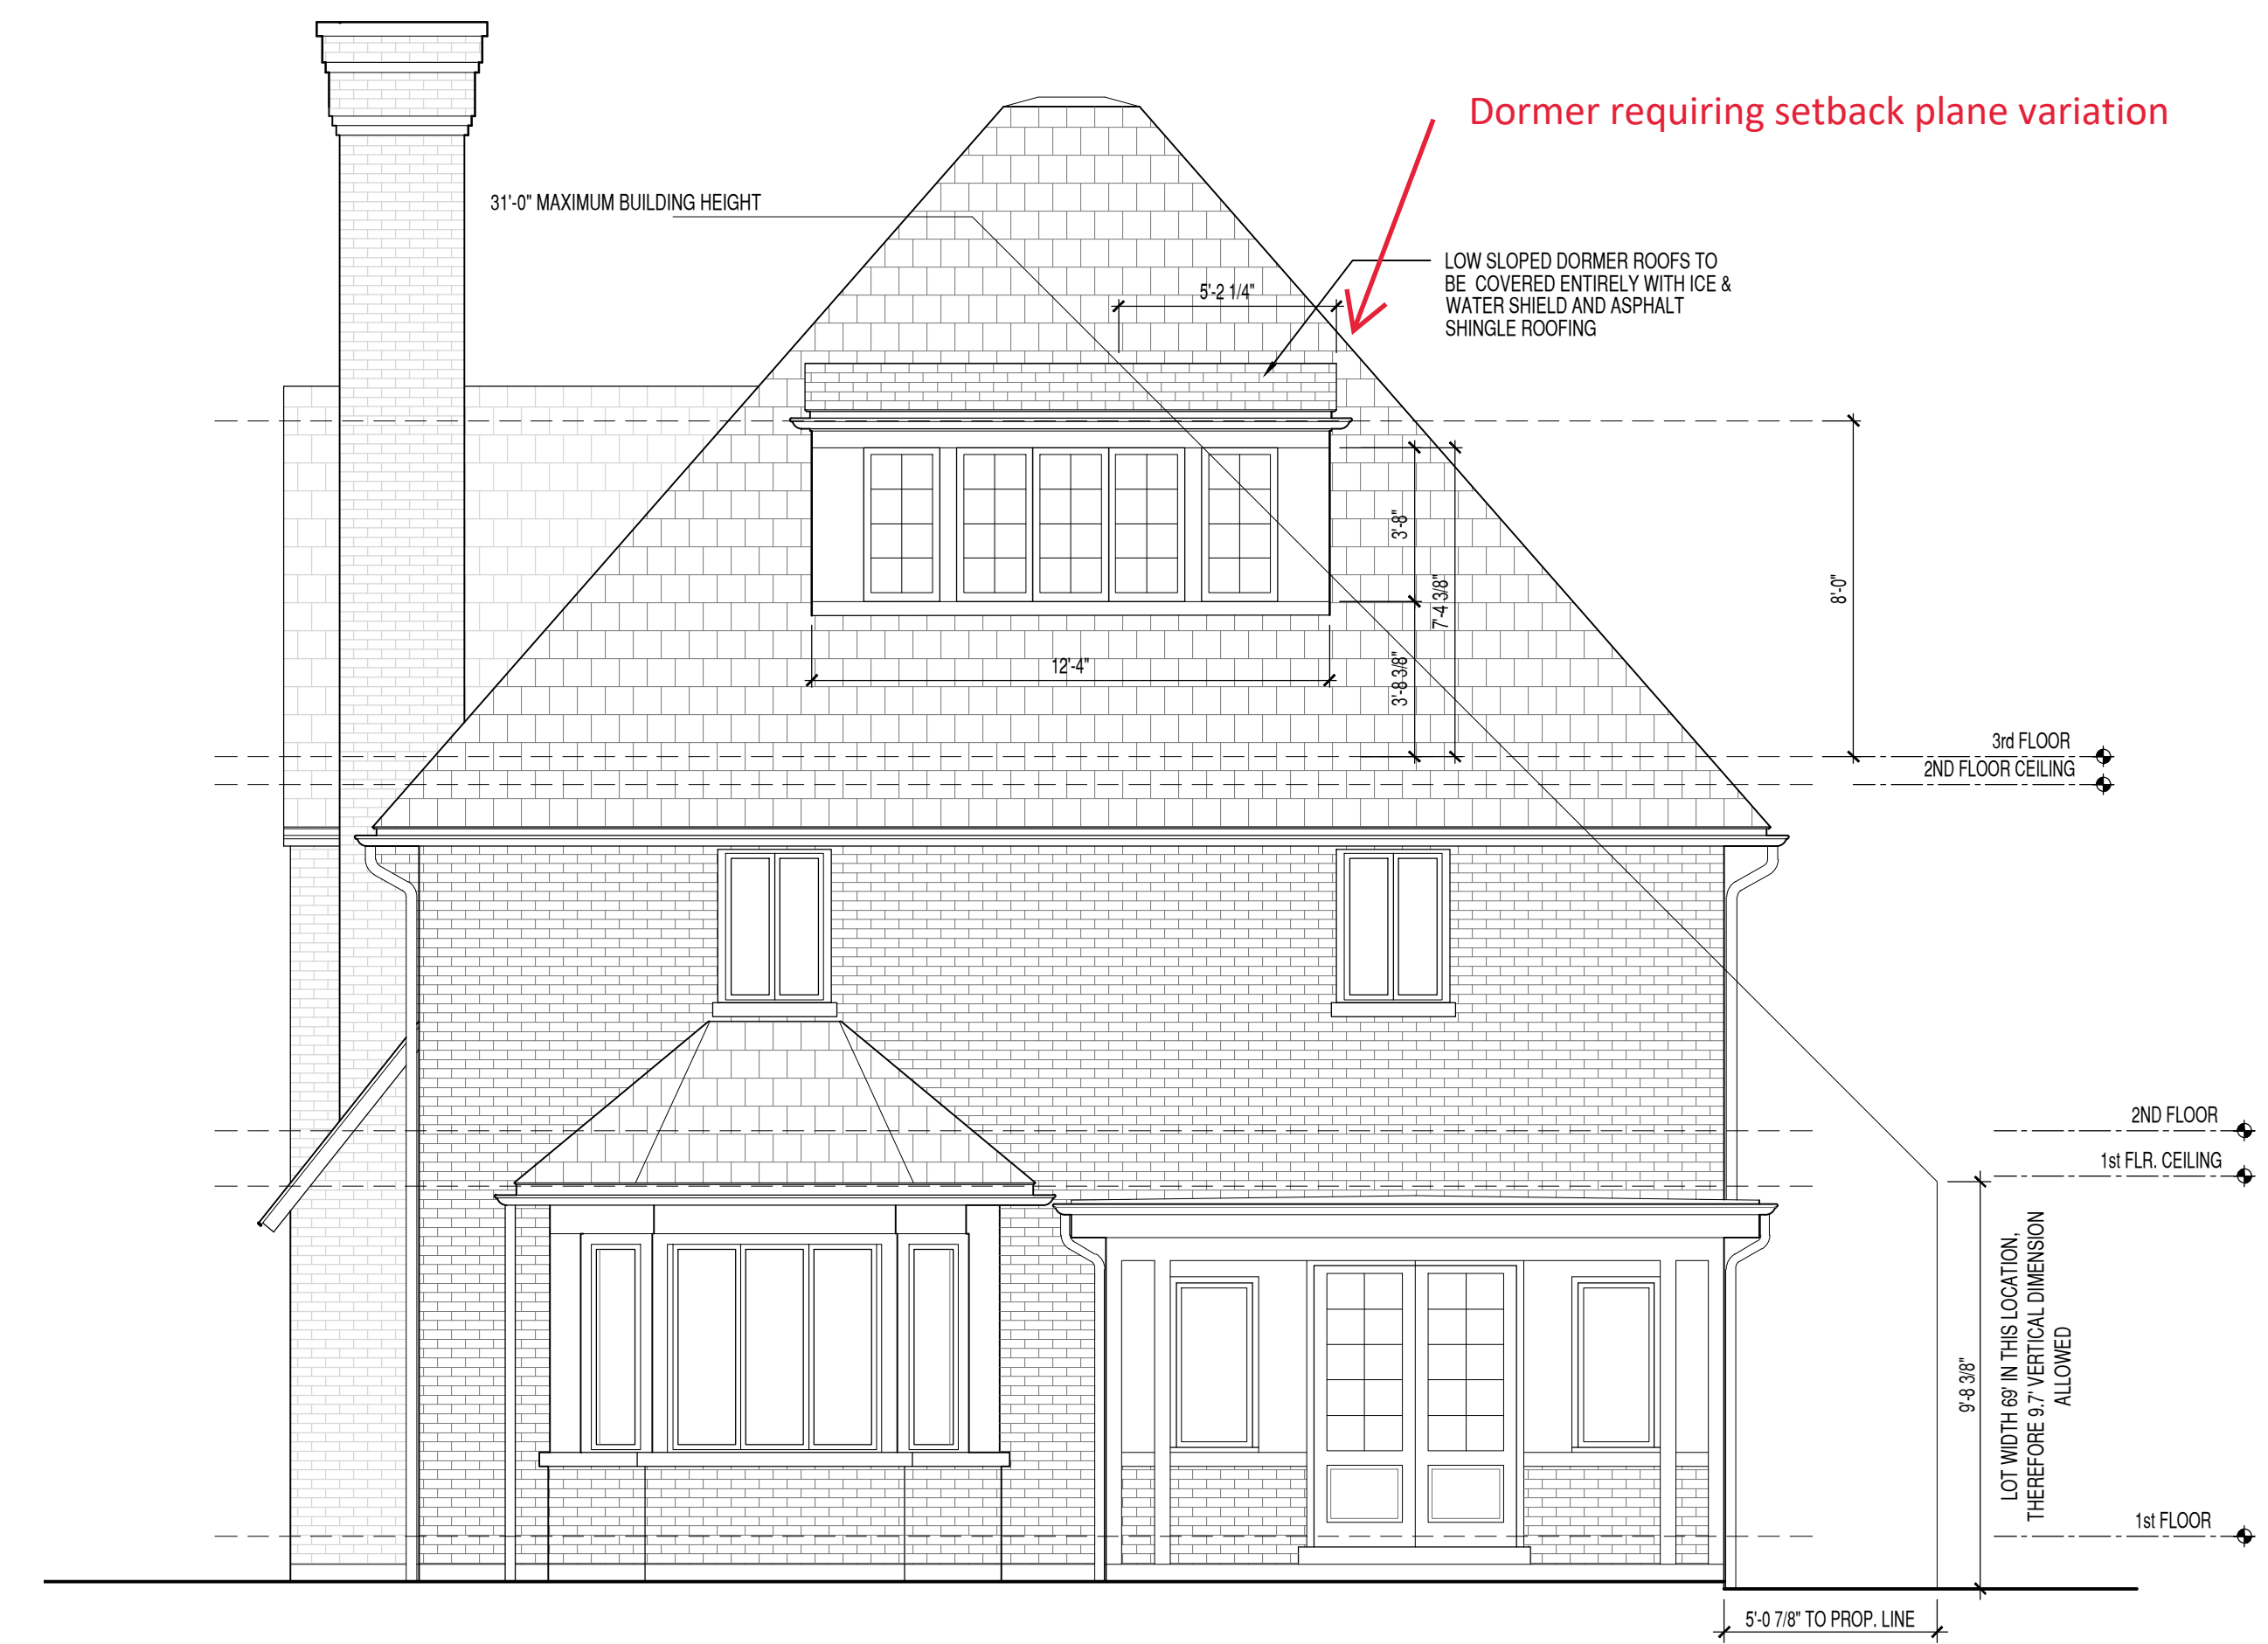 Dormer requiring setback plane variation
31'-0" MAXIMUM BUILDING HEIGHT
LOW SLOPED DORMER ROOFS TO
BE COVERED ENTIRELY WITH ICE &
WATER SHIELD AND ASPHALT
SHINGLE ROOFING
5'-2 1/4"
3'-8"
7'-4 3/8"
8'-0"
3'-8 3/8"
12'-4"
3rd FLOOR
2ND FLOOR CEILING
2ND FLOOR
1st FLR. CEILING
9'-8 3/8"
LOT WIDTH 69' IN THIS LOCATION,
THEREFORE 9.7' VERTICAL DIMENSION
ALLOWED
1st FLOOR
5'-0 7/8" TO PROP. LINE